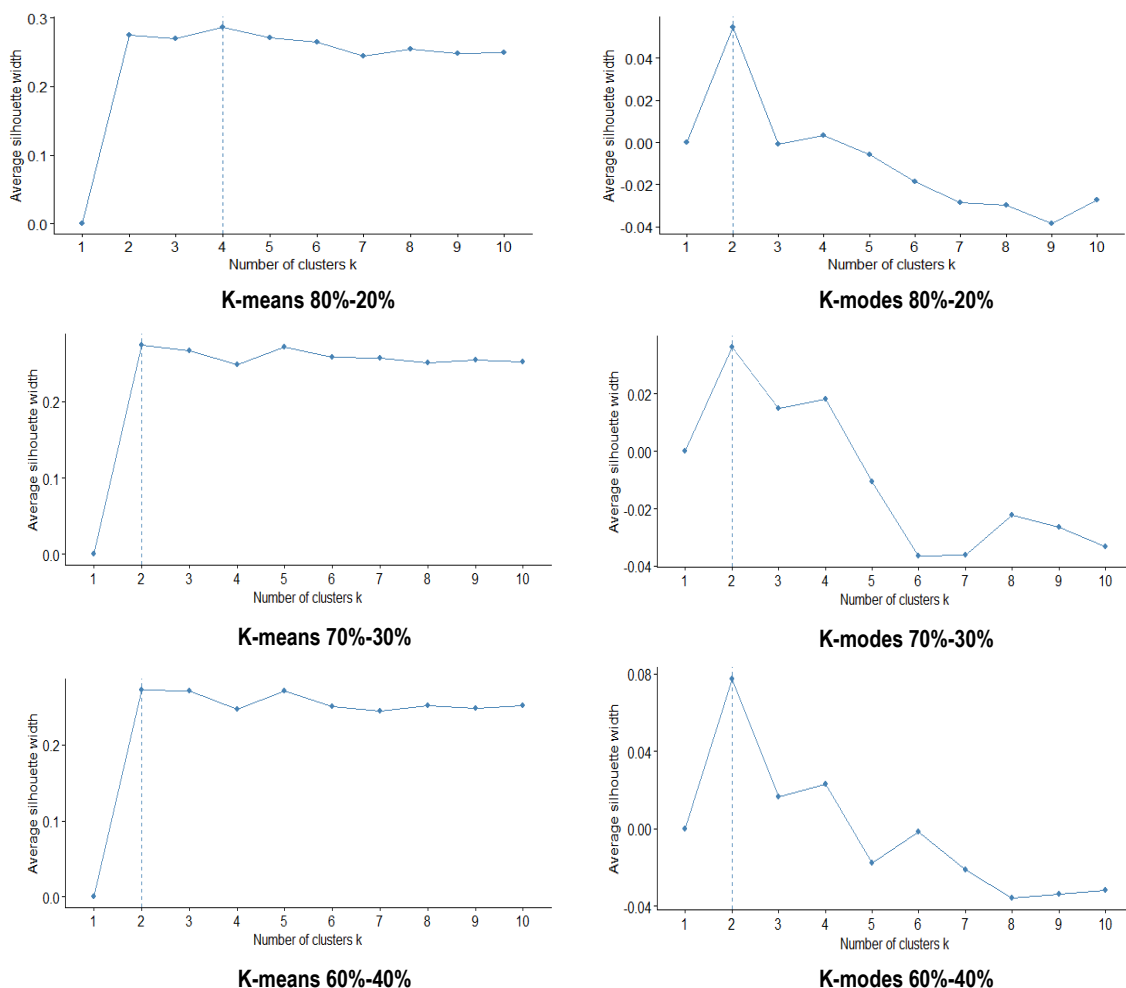 0.3
0.2
0.1
0.0
Average silhouette width
1 2 3 4 5 6 7 8 9 10
Number of clusters k
K-means 80%-20%
0.04
0.02
0.00
-0.02
-0.04
Average silhouette width
1 2 3 4 5 6 7 8 9 10
Number of clusters k
K-modes 80%-20%
0.2
0.1
0.0
Average silhouette width
1 2 3 4 5 6 7 8 9 10
Number of clusters k
K-means 70%-30%
0.02
0.00
-0.02
-0.04
Average silhouette width
1 2 3 4 5 6 7 8 9 10
Number of clusters k
K-modes 70%-30%
0.2
0.1
0.0
Average silhouette width
1 2 3 4 5 6 7 8 9 10
Number of clusters k
K-means 60%-40%
0.08
0.04
0.00
-0.04
Average silhouette width
1 2 3 4 5 6 7 8 9 10
Number of clusters k
K-modes 60%-40%